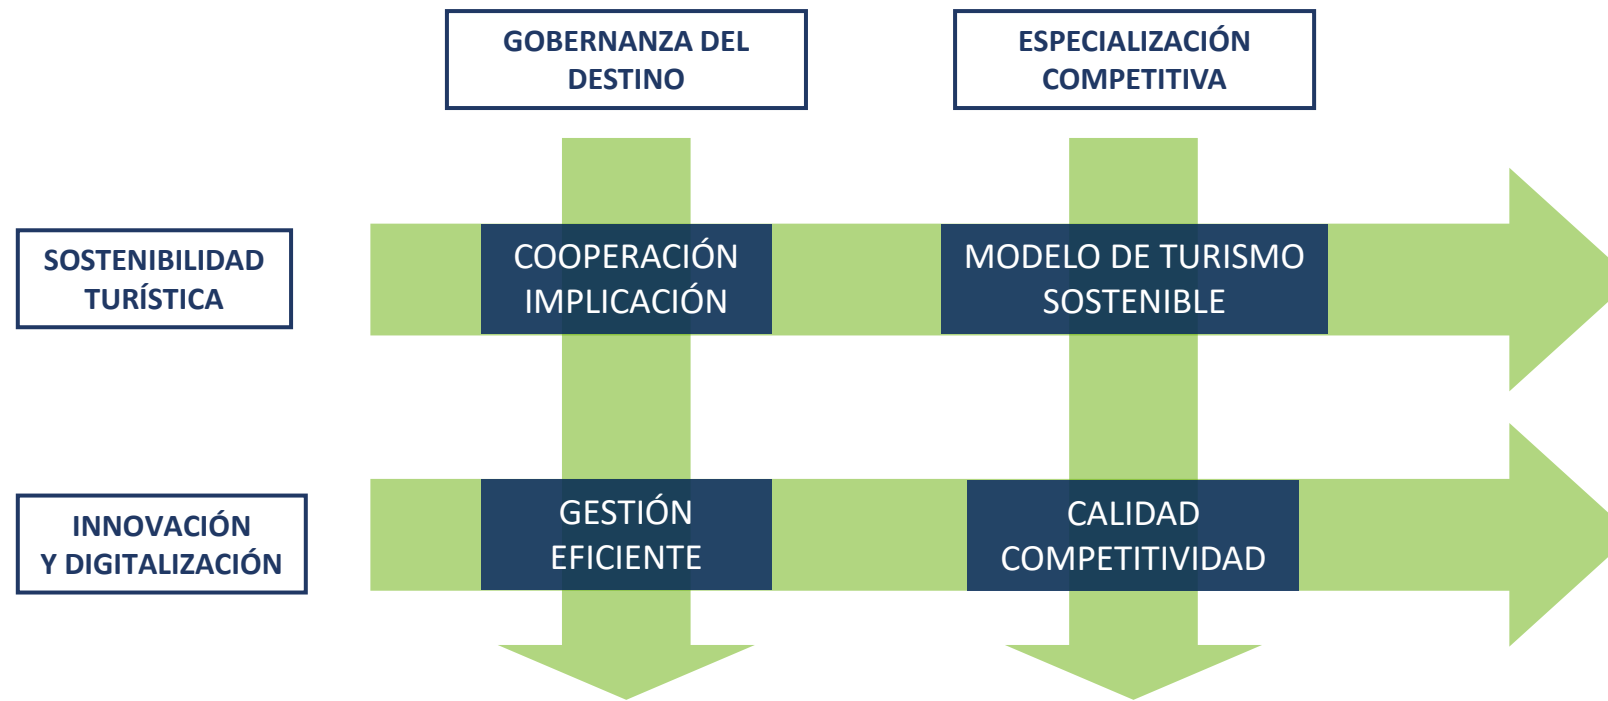 GOBERNANZA DEL
DESTINO
ESPECIALIZACIÓN
COMPETITIVA
SOSTENIBILIDAD
TURÍSTICA
COOPERACIÓN
IMPLICACIÓN
MODELO DE TURISMO
SOSTENIBLE
INNOVACIÓN
Y DIGITALIZACIÓN
GESTIÓN
EFICIENTE
CALIDAD
COMPETITIVIDAD